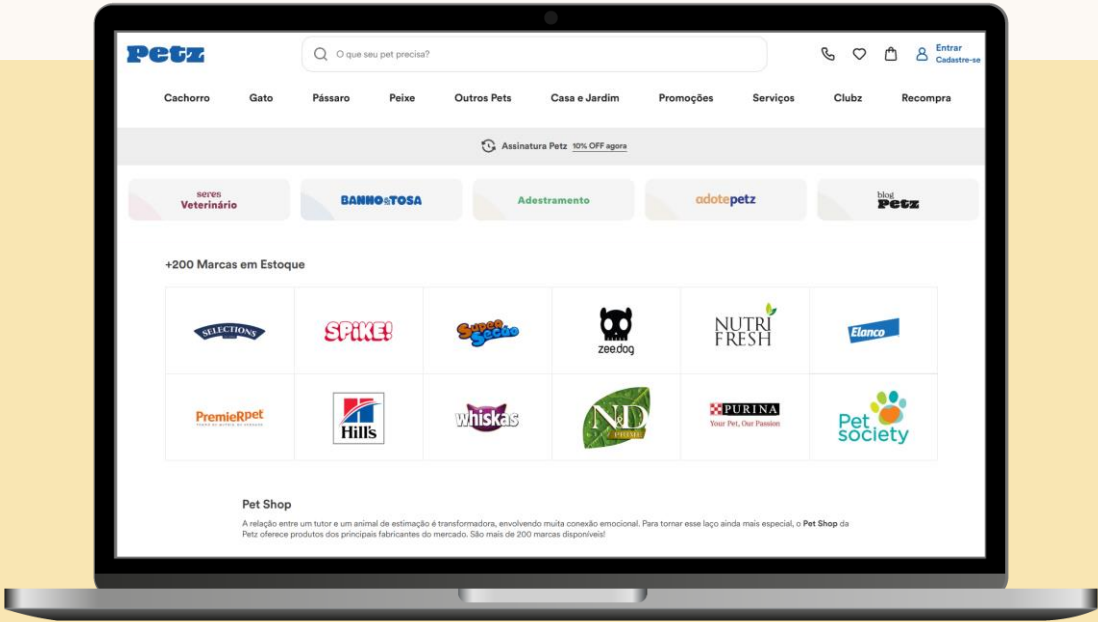 Petz
O que seu pet precisa?
Entrar
Cadastre-se
Cachorro Gato Pássaro Peixe Outros Pets Casa e Jardim Promoções Serviços Clubz Recompra
Assinatura Petz 10% OFF agora
seres
Veterinário
BANHO&TOSA
Adestramento
adotepetz
blog
Petz
+200 Marcas em Estoque
SELECTIONS
SPiKE!
Super
Secão
zee.dog
NUTRÌ
FRESH
Elanco
PremieRpet
Hill's
whiskas
N&D
PRIME
PURINA
Your Pet, Our Passion
Pet
society
Pet Shop
A relação entre um tutor e um animal de estimação é transformadora, envolvendo muita conexão emocional. Para tornar esse laço ainda mais especial, o Pet Shop da
Petz oferece produtos dos principais fabricantes do mercado. São mais de 200 marcas disponíveis!